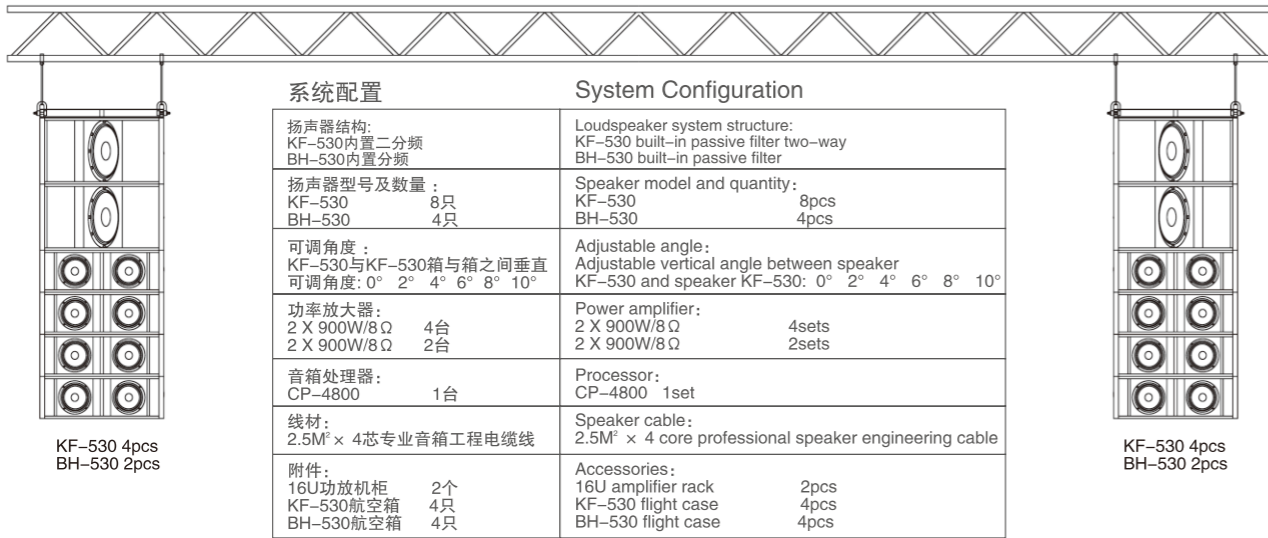 系统配置 System Configuration
扬声器结构: Loudspeaker system structure:
KF-530内置二分频 KF-530 built-in passive filter two-way
BH-530内置分频 BH-530 built-in passive filter
扬声器型号及数量： Speaker model and quantity:
KF-530 8只 KF-530 8pcs
BH-530 4只 BH-530 4pcs
可调角度： Adjustable angle:
KF-530与KF-530箱与箱之间垂直 Adjustable vertical angle between speaker
可调角度: 0° 2° 4° 6° 8° 10° KF-530 and speaker KF-530: 0° 2° 4° 6° 8° 10°
功率放大器: Power amplifier:
2 X 900W/8Ω 4台 2 X 900W/8Ω 4sets
2 X 900W/8Ω 2台 2 X 900W/8Ω 2sets
音箱处理器: Processor:
CP-4800 1台 CP-4800 1set
线材: Speaker cable:
2.5M² × 4芯专业音箱工程电缆线 2.5M² × 4 core professional speaker engineering cable
附件: Accessories:
16U功放机柜 2个 16U amplifier rack 2pcs
KF-530航空箱 4只 KF-530 flight case 4pcs
BH-530航空箱 4只 BH-530 flight case 4pcs
KF-530 4pcs
BH-530 2pcs
KF-530 4pcs
BH-530 2pcs